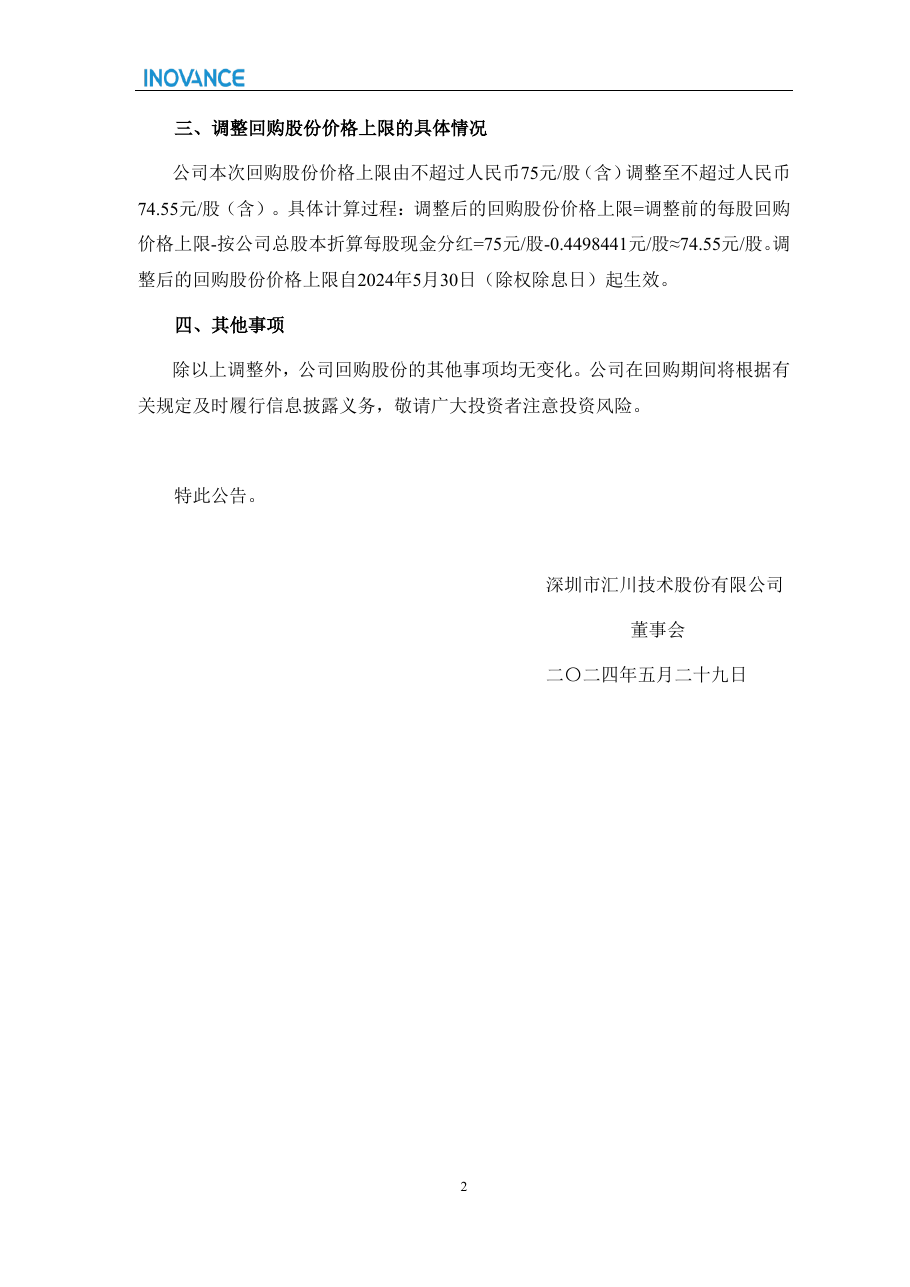 INOVANCE
三、调整回购股份价格上限的具体情况
公司本次回购股份价格上限由不超过人民币75元/股（含）调整至不超过人民币
74.55元/股（含）。具体计算过程：调整后的回购股份价格上限=调整前的每股回购
价格上限-按公司总股本折算每股现金分红=75元/股-0.4498441元/股≈74.55元/股。调
整后的回购股份价格上限自2024年5月30日（除权除息日）起生效。
四、其他事项
除以上调整外，公司回购股份的其他事项均无变化。公司在回购期间将根据有
关规定及时履行信息披露义务，敬请广大投资者注意投资风险。
特此公告。
深圳市汇川技术股份有限公司
董事会
二〇二四年五月二十九日
2